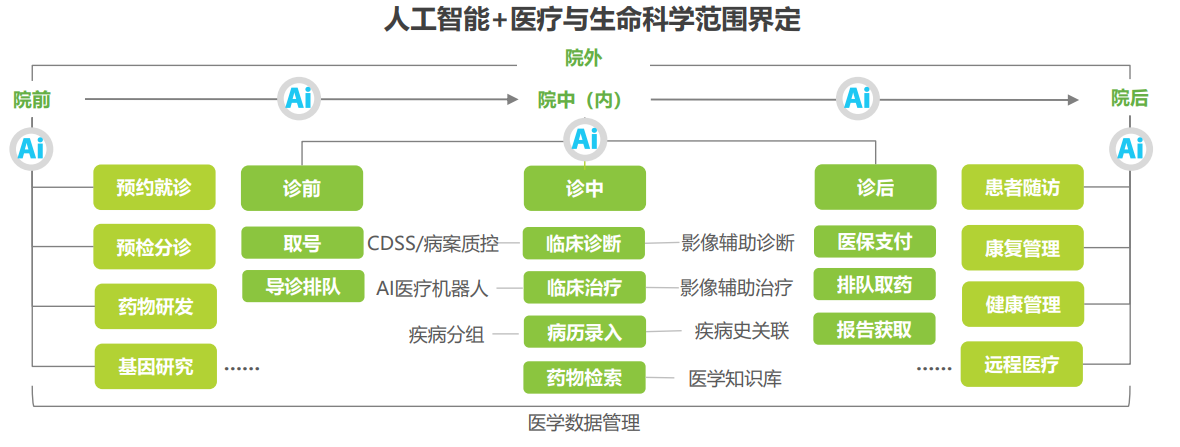 人工智能+医疗与生命科学范围界定
院外
院前
Ai
院中（内）
Ai
院后
Ai
Ai
Ai
预约就诊
诊前
诊中
诊后
患者随访
预检分诊
取号
CDSS/病案质控
临床诊断
影像辅助诊断
医保支付
康复管理
药物研发
导诊排队
AI医疗机器人
临床治疗
影像辅助治疗
排队取药
健康管理
疾病分组
病历录入
疾病史关联
报告获取
基因研究
……
药物检索
医学知识库
……
远程医疗
医学数据管理